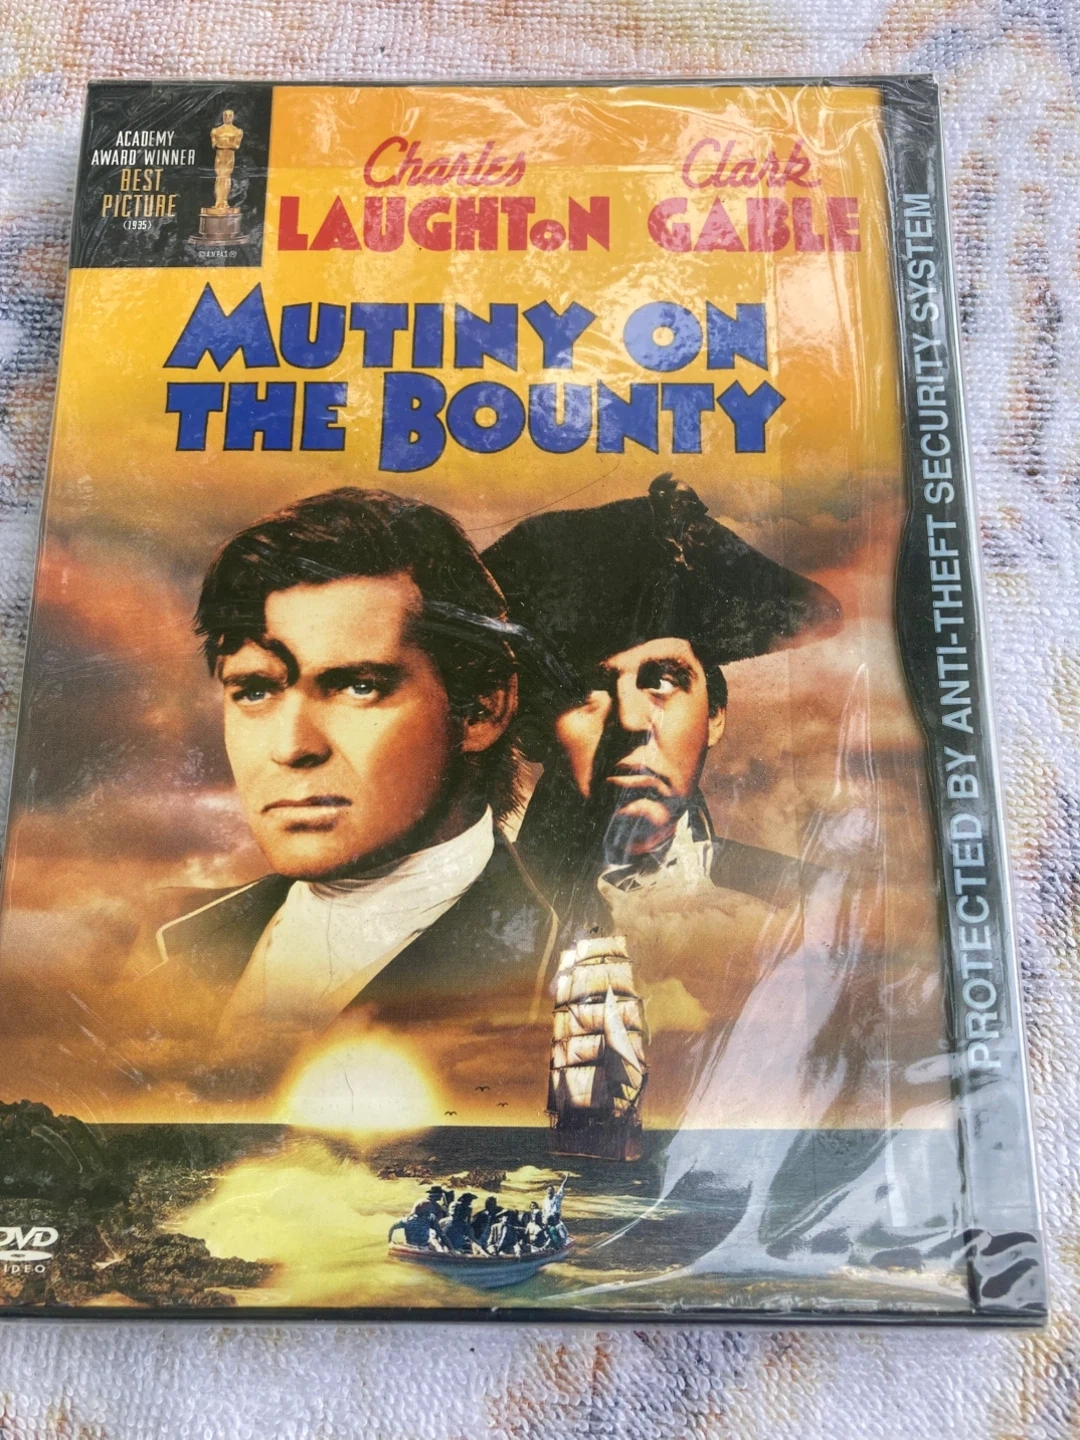 ACADEMY
AWARD WINNER
BEST
PICTURE
(1935)
Charles
LAUGHTON
Clark
GABLE
MUTINY ON
THE BOUNTY
PROTECTED BY ANTI-THEFT SECURITY SYSTEM
DVD
VIDEO